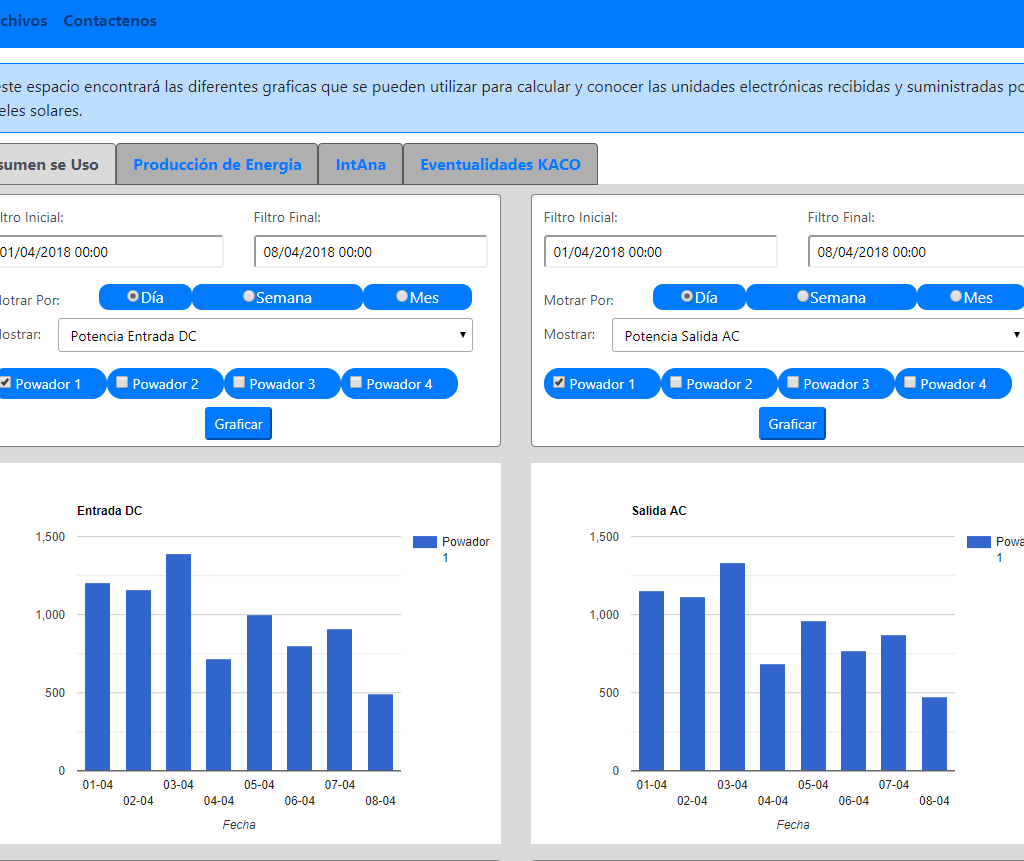 chivos Contactenos
ste espacio encontrará las diferentes graficas que se pueden utilizar para calcular y conocer las unidades electrónicas recibidas y suministradas po
eles solares.
sumen se Uso Producción de Energia IntAna Eventualidades KACO
ltro Inicial: Filtro Final:
01/04/2018 00:00 08/04/2018 00:00
otrar Por: Día Semana Mes
ostrar: Potencia Entrada DC
Powador 1 Powador 2 Powador 3 Powador 4
Graficar
Filtro Inicial: Filtro Final:
01/04/2018 00:00 08/04/2018 00:00
Motrar Por: Día Semana Mes
Mostrar: Potencia Salida AC
Powador 1 Powador 2 Powador 3 Powador 4
Graficar
Entrada DC
1,500
1,000
500
0
Powador
1
01-04 03-04 05-04 07-04
02-04 04-04 06-04 08-04
Fecha
Salida AC
1,500
1,000
500
0
Powa
1
01-04 03-04 05-04 07-04
02-04 04-04 06-04 08-04
Fecha